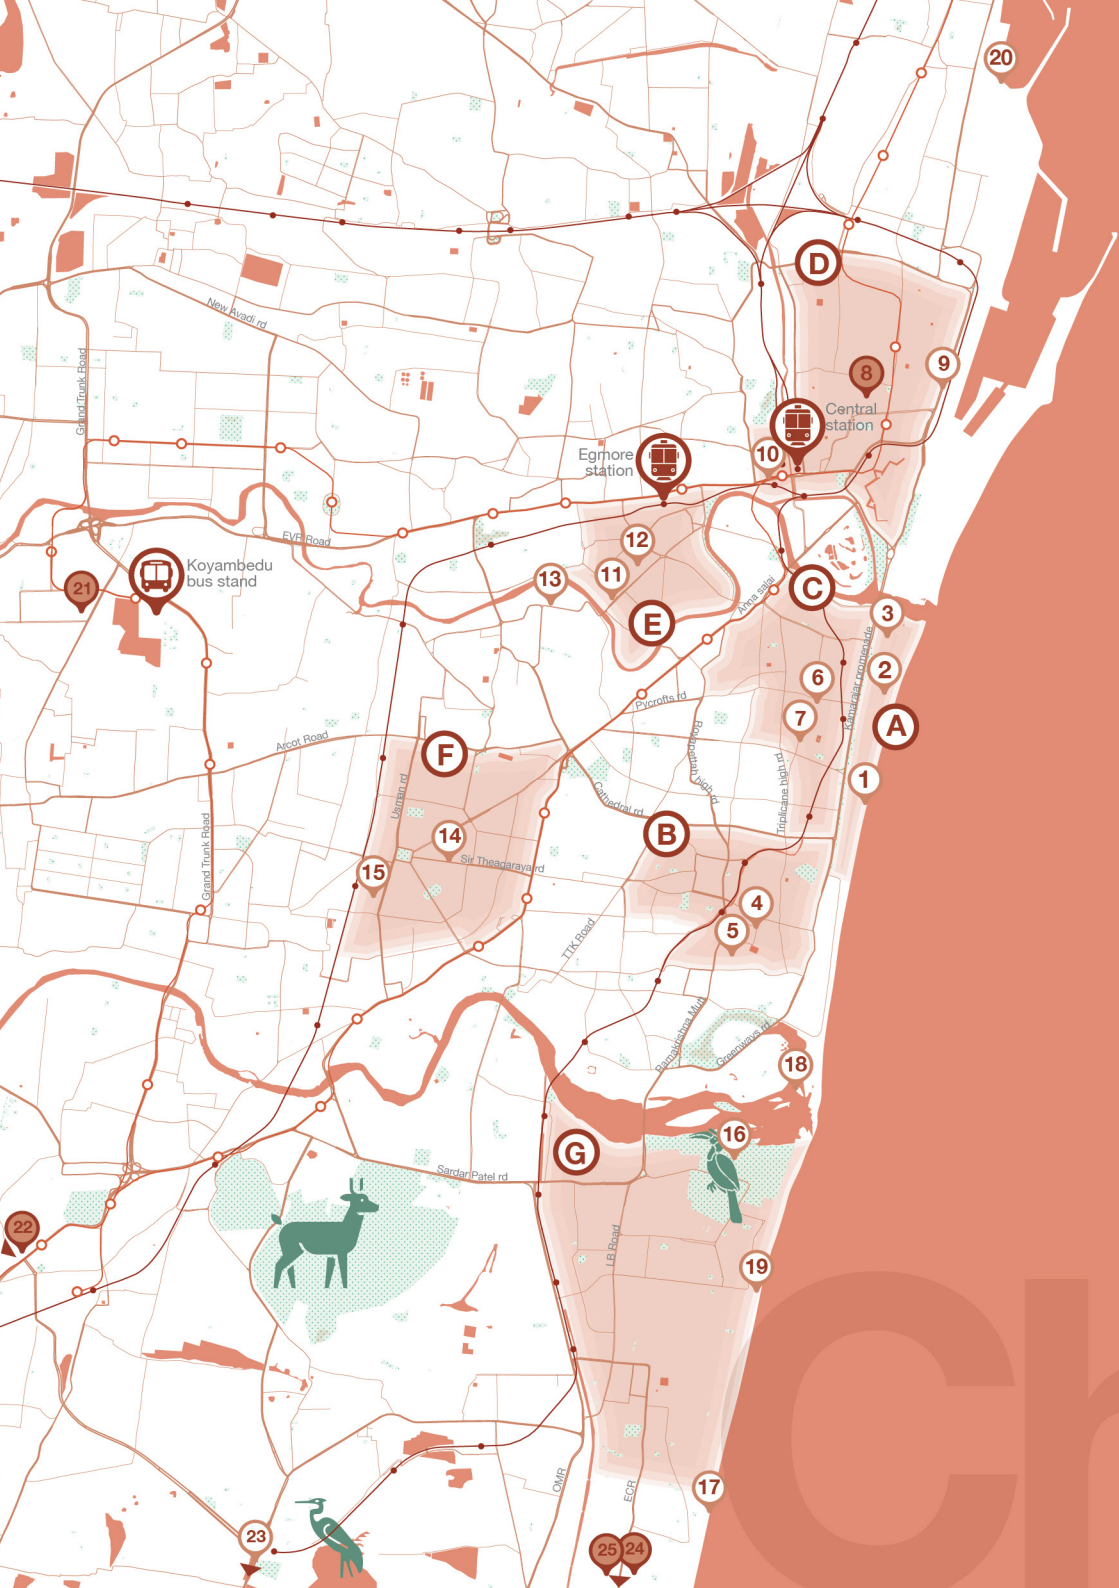 20
D
9
8
Central
station
10
Egmore
station
New Avadi rd
Grand Trunk Road
EVR Road
12
11
13
E
C
Anna salai
Koyambedu
bus stand
21
3
2
Kamarajar promenade
A
6
7
1
Pycrofts rd
Royapettah high rd
Triplicane high rd
Cathedral rd
Arcot Road
F
Usman rd
14
Sir Theagaraya rd
15
Grand Trunk Road
B
4
5
TTK Road
Ramakrishna Mutt
Greenways rd
18
16
G
Sardar Patel rd
LB Road
19
22
17
OMR
ECR
23
25
24
Ch